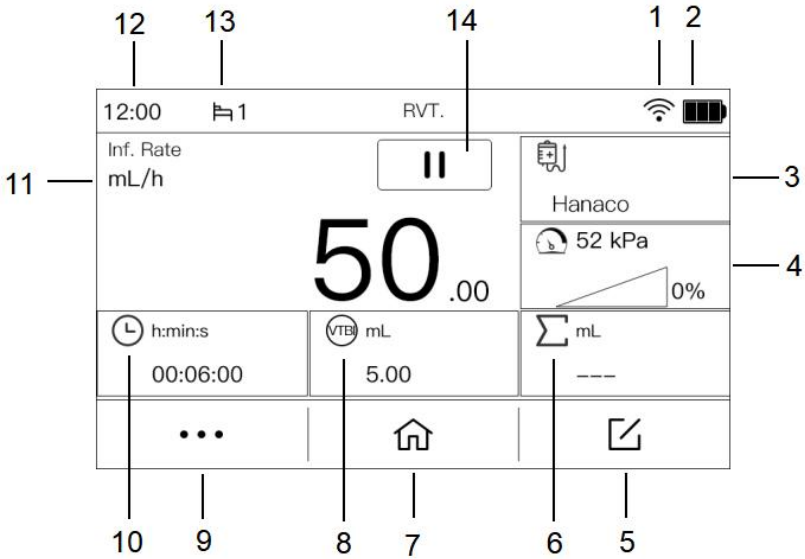 12 13 14 1 2
12:00 1 RVT.
Inf. Rate
mL/h
11
50.00
Hanaco
3
52 kPa
0%
4
h:min:s
00:06:00
VTBI mL
5.00
mL
---
10 9 8 7 6 5